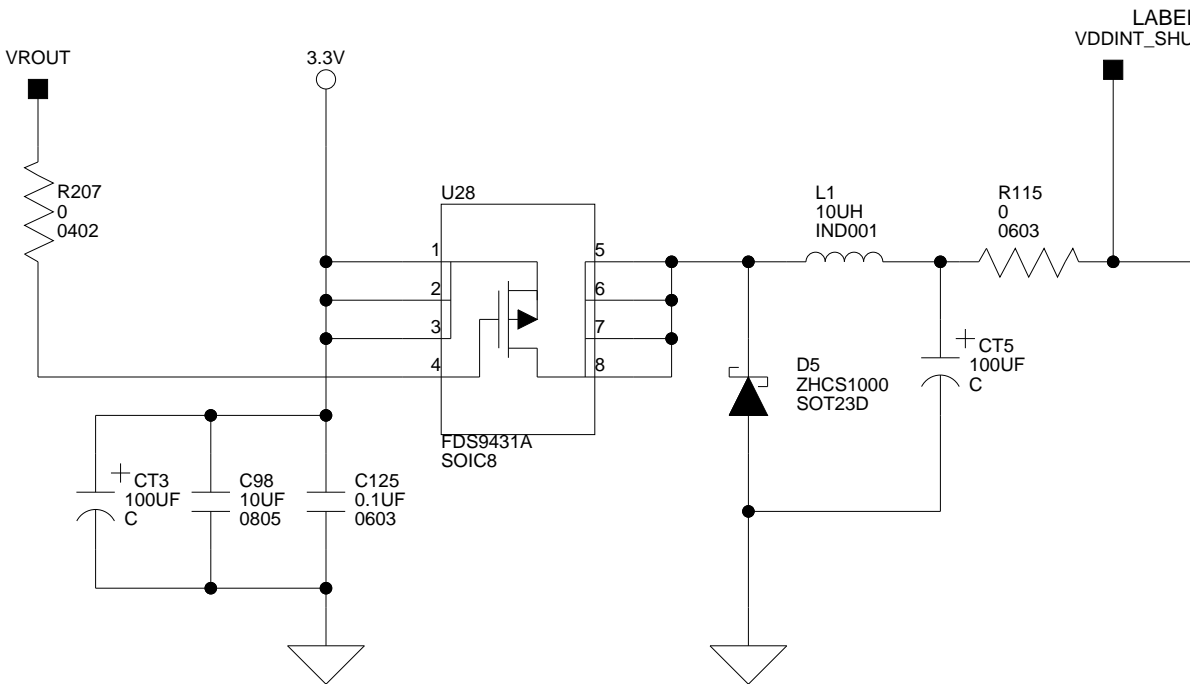 LABEL
VDDINT_SHU
VROUT
3.3V
R207
0
0402
U28
1
2
3
4
5
6
7
8
FDS9431A
SOIC8
L1
10UH
IND001
R115
0
0603
D5
ZHCS1000
SOT23D
+ CT5
100UF
C
+ CT3
100UF
C
C98
10UF
0805
C125
0.1UF
0603